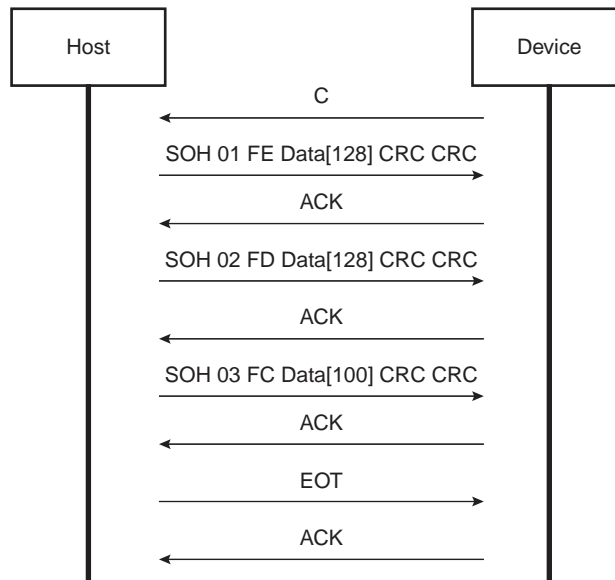 Host
Device
C
SOH 01 FE Data[128] CRC CRC
ACK
SOH 02 FD Data[128] CRC CRC
ACK
SOH 03 FC Data[100] CRC CRC
ACK
EOT
ACK